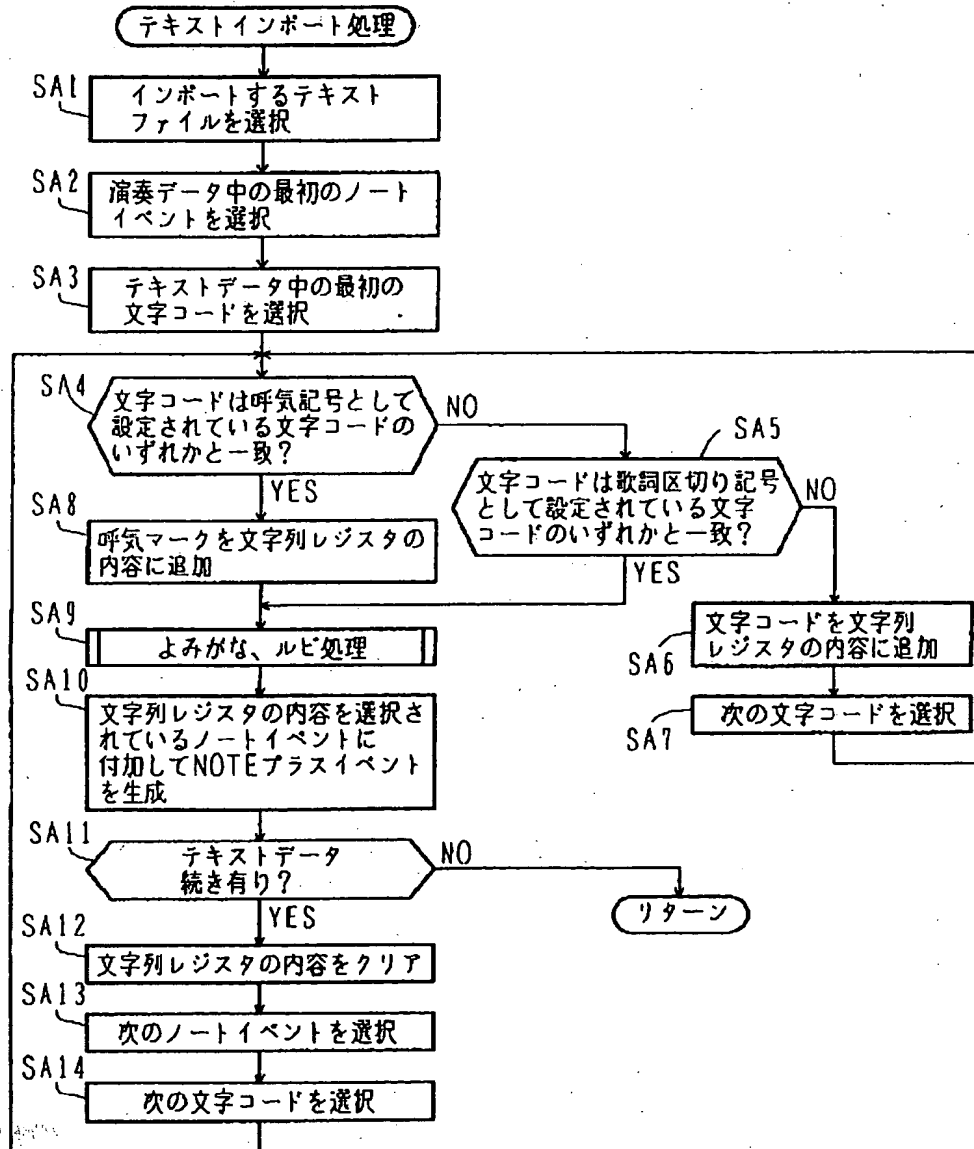 テキストインポート処理
SA1
インポートするテキスト
ファイルを選択
SA2
演奏データ中の最初のノート
イベントを選択
SA3
テキストデータ中の最初の
文字コードを選択
SA4
文字コードは呼気記号として
設定されている文字コードの
いずれかと一致?
NO
YES
SA5
文字コードは歌詞区切り記号
として設定されている文字
コードのいずれかと一致?
NO
YES
SA8
呼気マークを文字列レジスタの
内容に追加
SA6
文字コードを文字列
レジスタの内容に追加
SA7
次の文字コードを選択
SA9
よみがな、ルビ処理
SA10
文字列レジスタの内容を選択さ
れているノートイベントに
付加してNOTEプラスイベント
を生成
SA11
テキストデータ
続き有り?
NO
YES
リターン
SA12
文字列レジスタの内容をクリア
SA13
次のノートイベントを選択
SA14
次の文字コードを選択